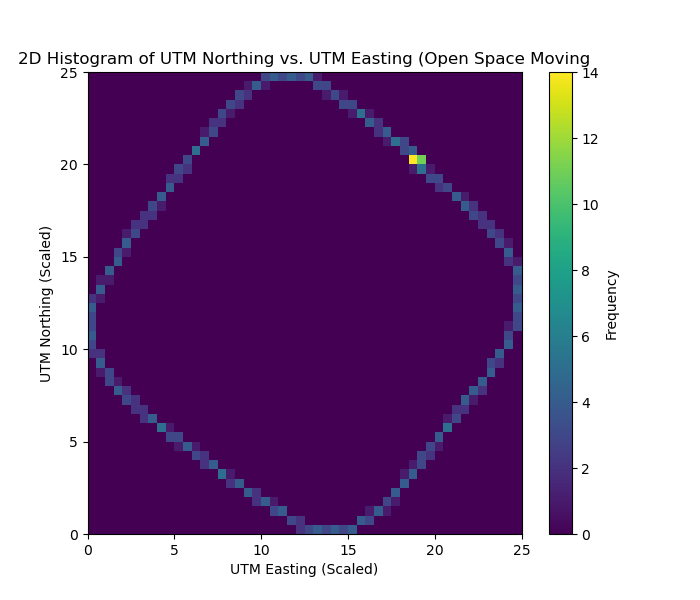 2D Histogram of UTM Northing vs. UTM Easting (Open Space Moving
25
20
15
10
5
0
UTM Northing (Scaled)
0 5 10 15 20 25
UTM Easting (Scaled)
14
12
10
8
6
4
2
0
Frequency